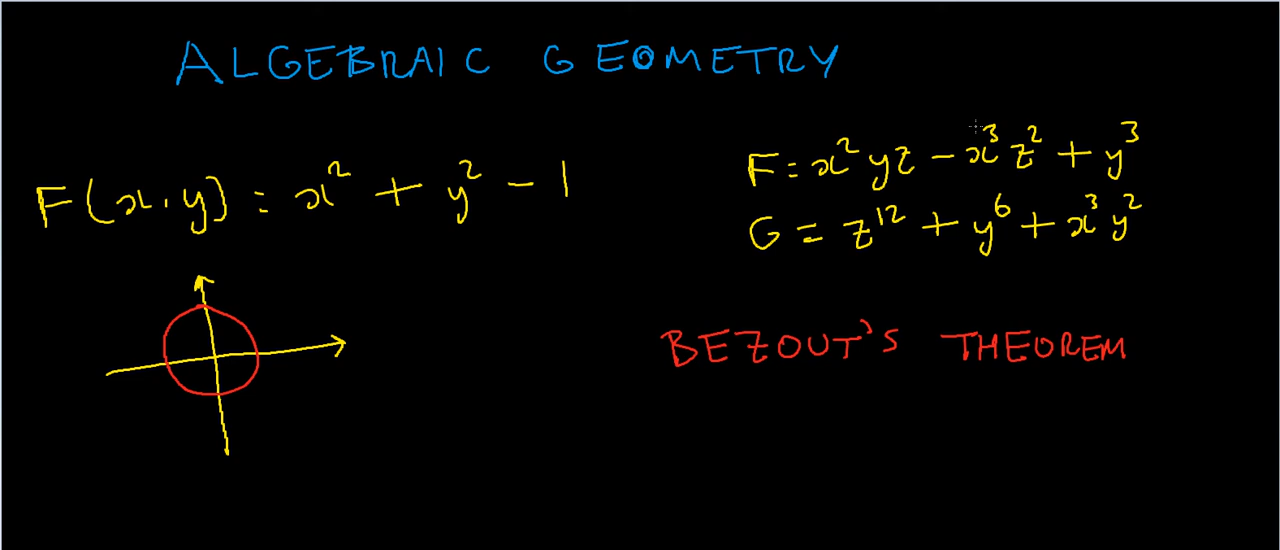 ALGEBRAIC GEOMETRY
F(x,y) = x² + y² - 1
F = x²yz - x³z² + y³
G = z¹² + y⁶ + x³y²
BEZOUT'S THEOREM